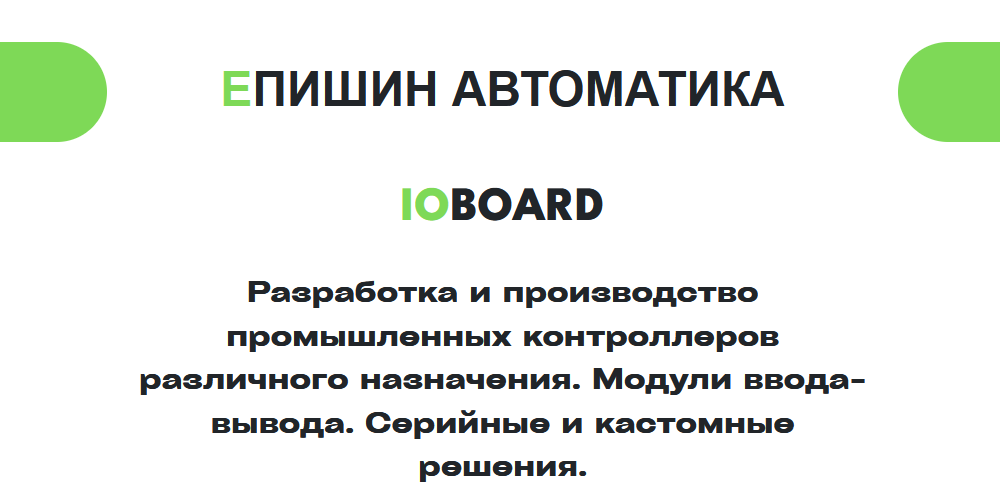 ЕПИШИН АВТОМАТИКА
IOBOARD
Разработка и производство
промышленных контроллеров
различного назначения. Модули ввода-
вывода. Серийные и кастомные
решения.